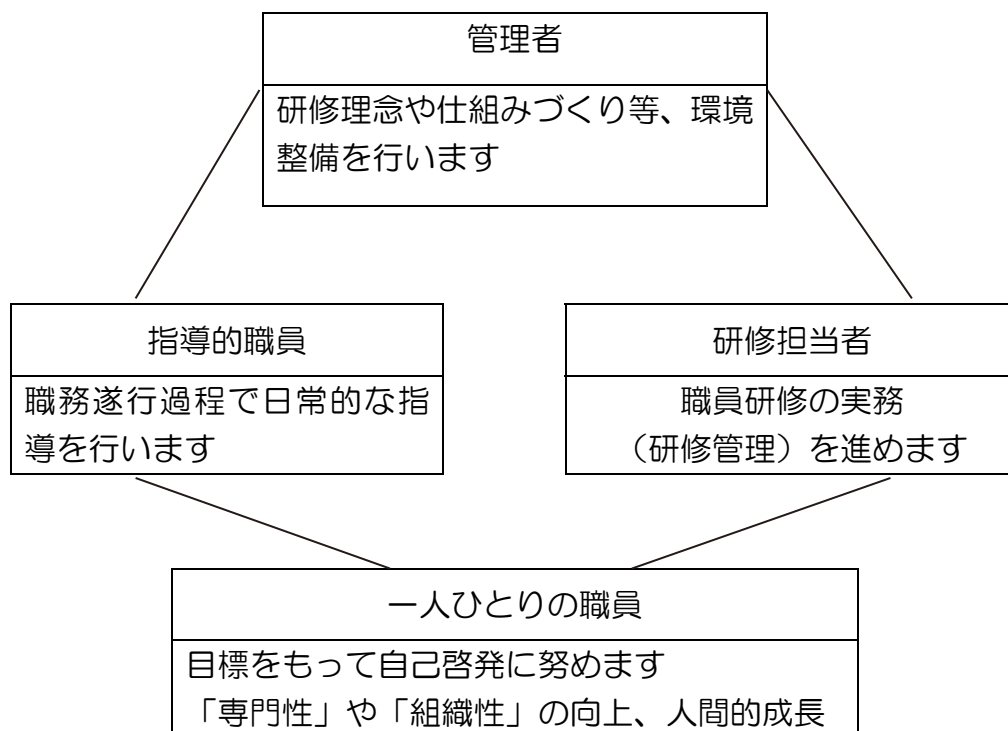 管理者
研修理念や仕組みづくり等、環境
整備を行います
指導的職員
職務遂行過程で日常的な指
導を行います
研修担当者
職員研修の実務
（研修管理）を進めます
一人ひとりの職員
目標をもって自己啓発に努めます
「専門性」や「組織性」の向上、人間的成長